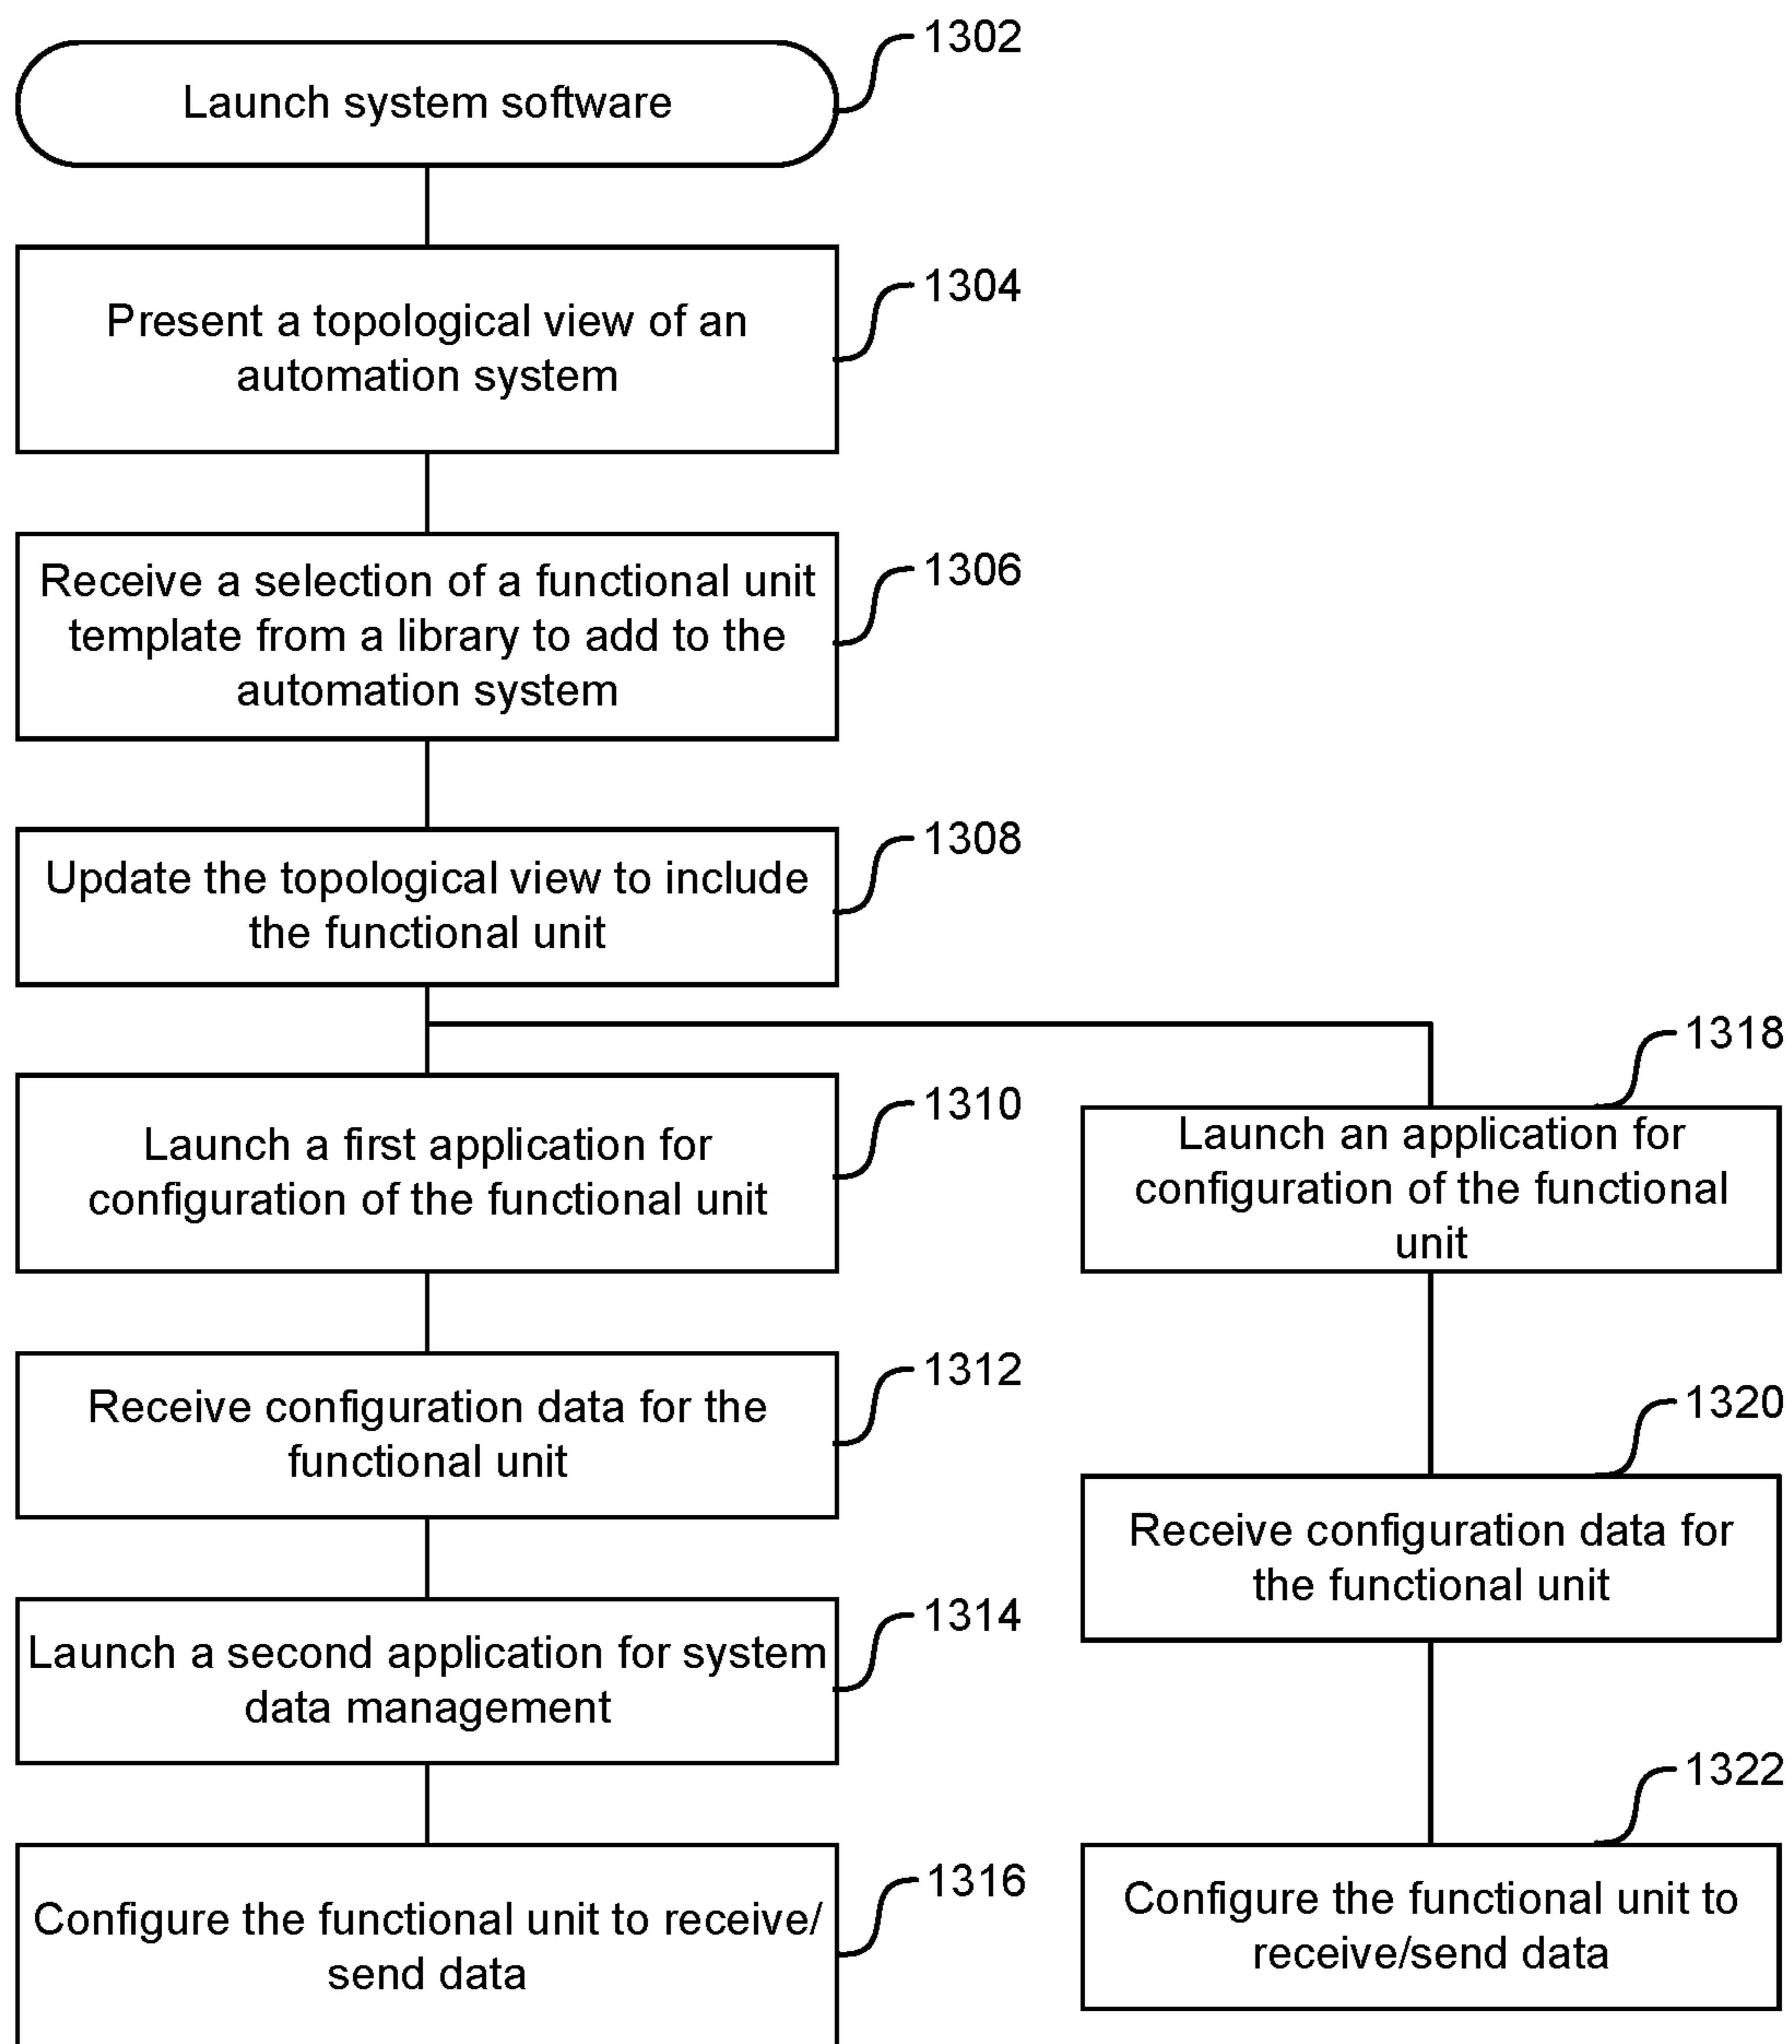 1302
Launch system software
1304
Present a topological view of an
automation system
1306
Receive a selection of a functional unit
template from a library to add to the
automation system
1308
Update the topological view to include
the functional unit
1310
Launch a first application for
configuration of the functional unit
1312
Receive configuration data for the
functional unit
1314
Launch a second application for system
data management
1316
Configure the functional unit to receive/
send data
1318
Launch an application for
configuration of the functional
unit
1320
Receive configuration data for
the functional unit
1322
Configure the functional unit to
receive/send data